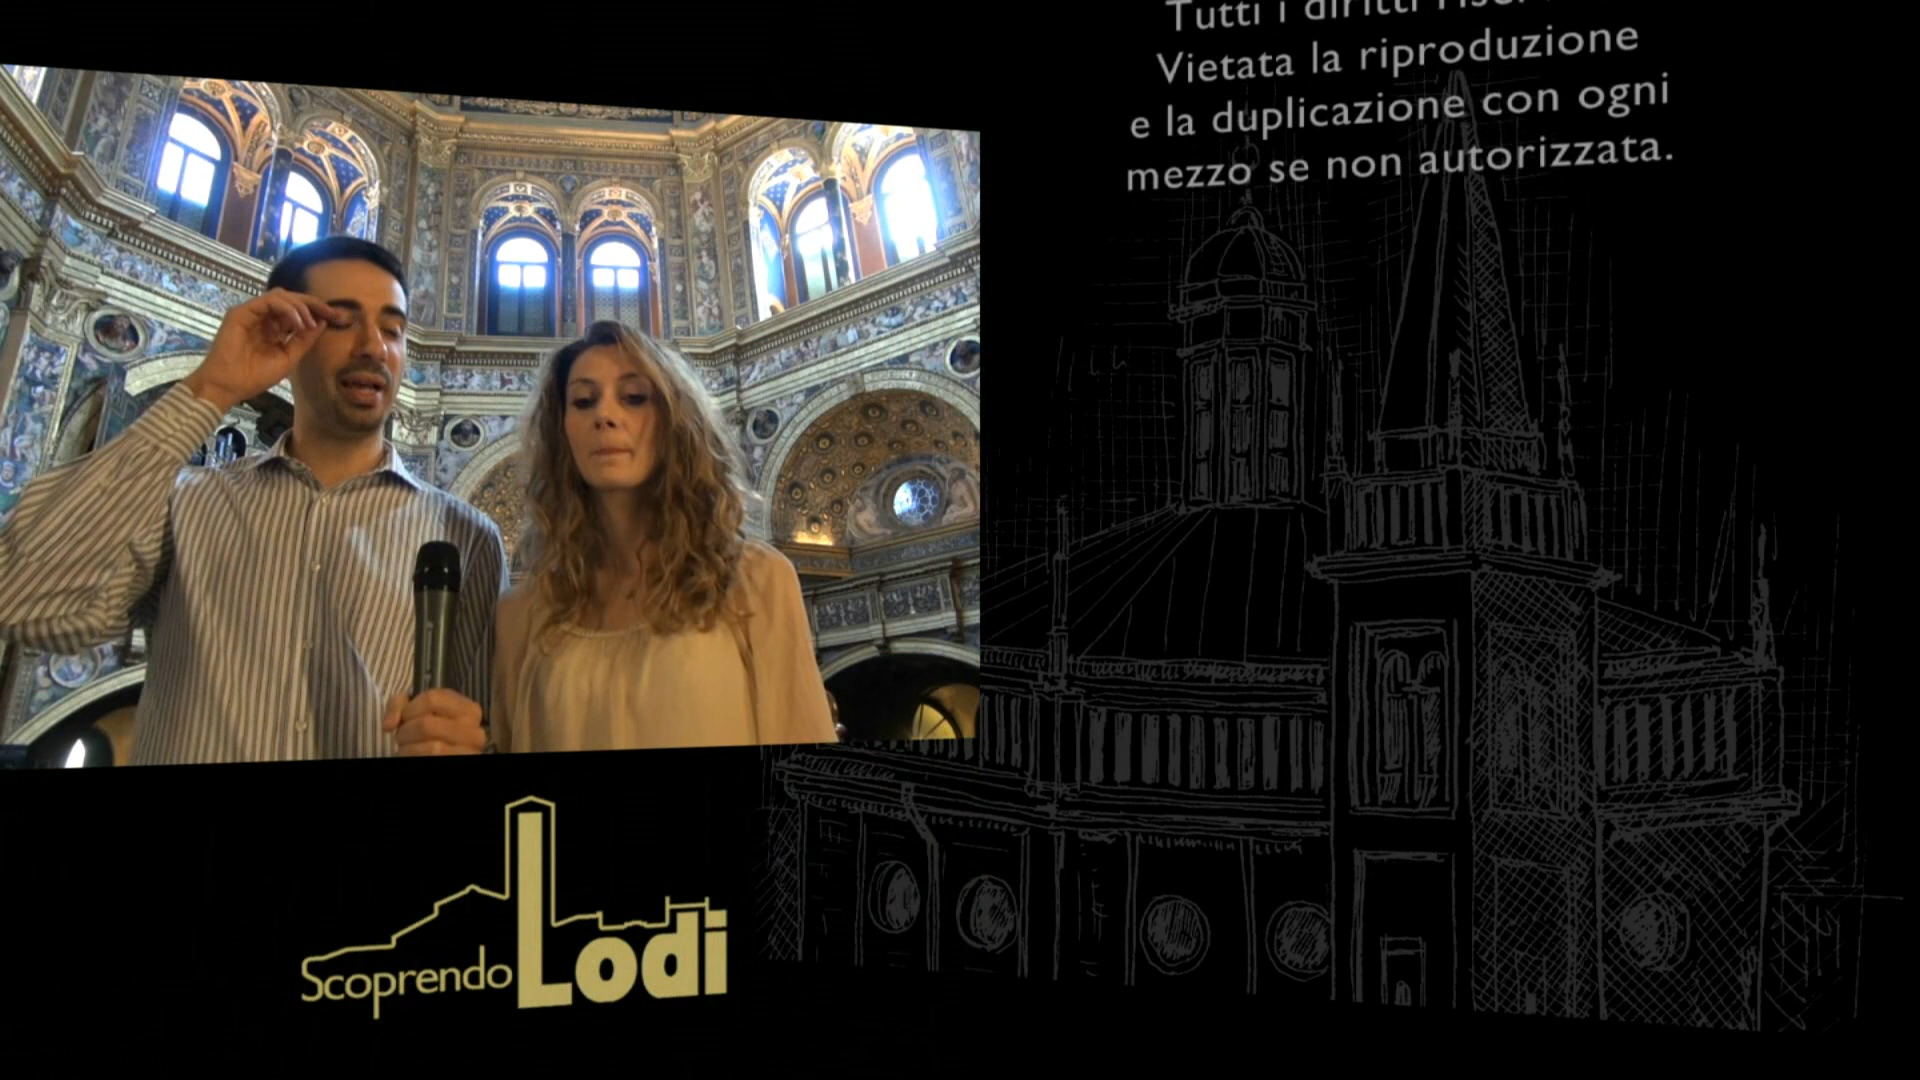 Tutti i diritti
Vietata la riproduzione
e la duplicazione con ogni
mezzo se non autorizzata.
Scoprendo Lodi